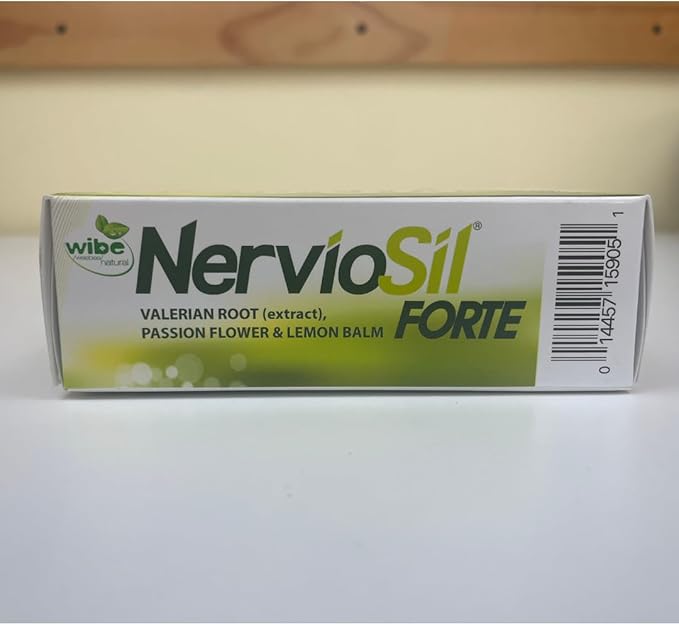 wibe
natural
NervioSil®
VALERIAN ROOT (extract),
PASSION FLOWER & LEMON BALM
FORTE
0 14457 15905 1